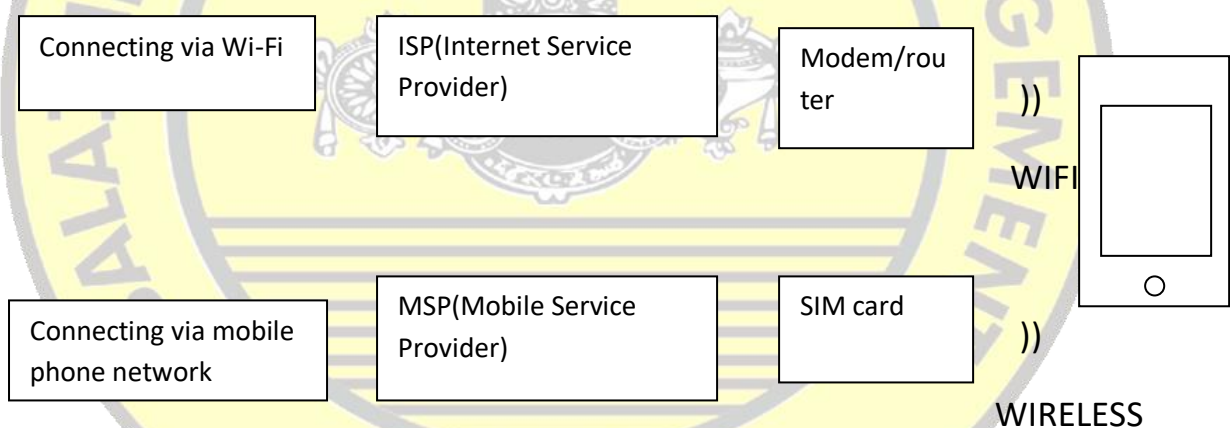 Connecting via Wi-Fi
ISP(Internet Service
Provider)
Modem/rou
ter
))
WIFI
Connecting via mobile
phone network
MSP(Mobile Service
Provider)
SIM card
))
WIRELESS
GEMENT